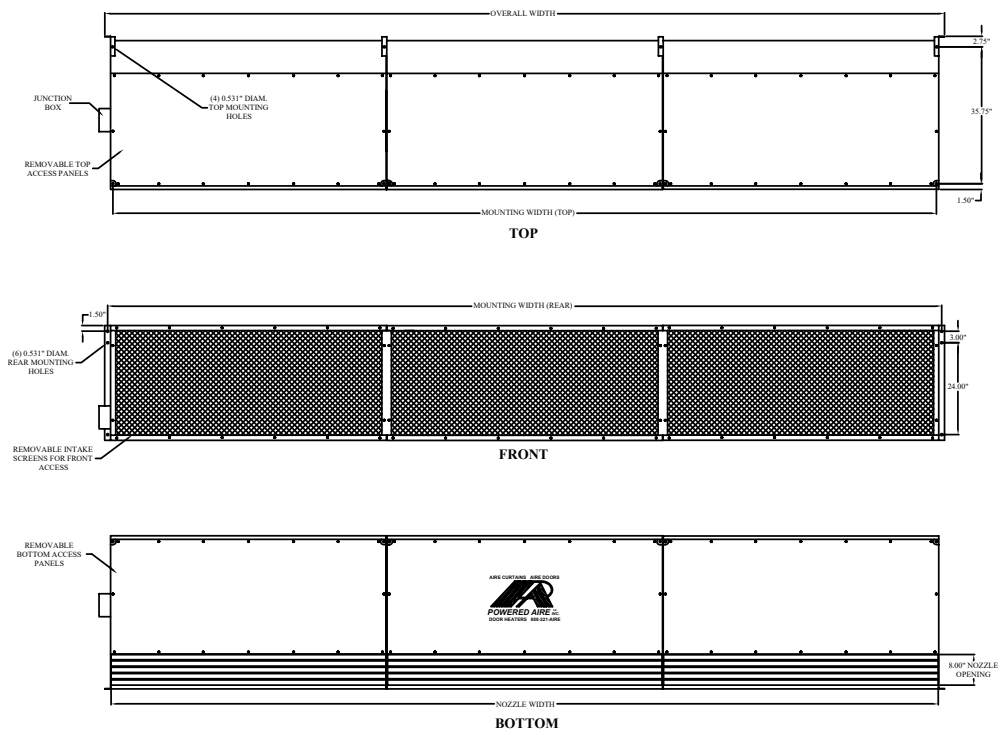 OVERALL WIDTH
2.75"
JUNCTION
BOX
(4) 0.531" DIAM.
TOP MOUNTING
HOLES
35.75"
REMOVABLE TOP
ACCESS PANELS
1.50"
MOUNTING WIDTH (TOP)
TOP
MOUNTING WIDTH (REAR)
1.50"
3.00"
(6) 0.531" DIAM.
REAR MOUNTING
HOLES
24.00"
REMOVABLE INTAKE
SCREENS FOR FRONT
ACCESS
FRONT
REMOVABLE
BOTTOM ACCESS
PANELS
AIRE CURTAINS AIRE DOORS
POWERED AIRE INC.
DOOR HEATERS 888-321-AIRE
8.00" NOZZLE
OPENING
NOZZLE WIDTH
BOTTOM